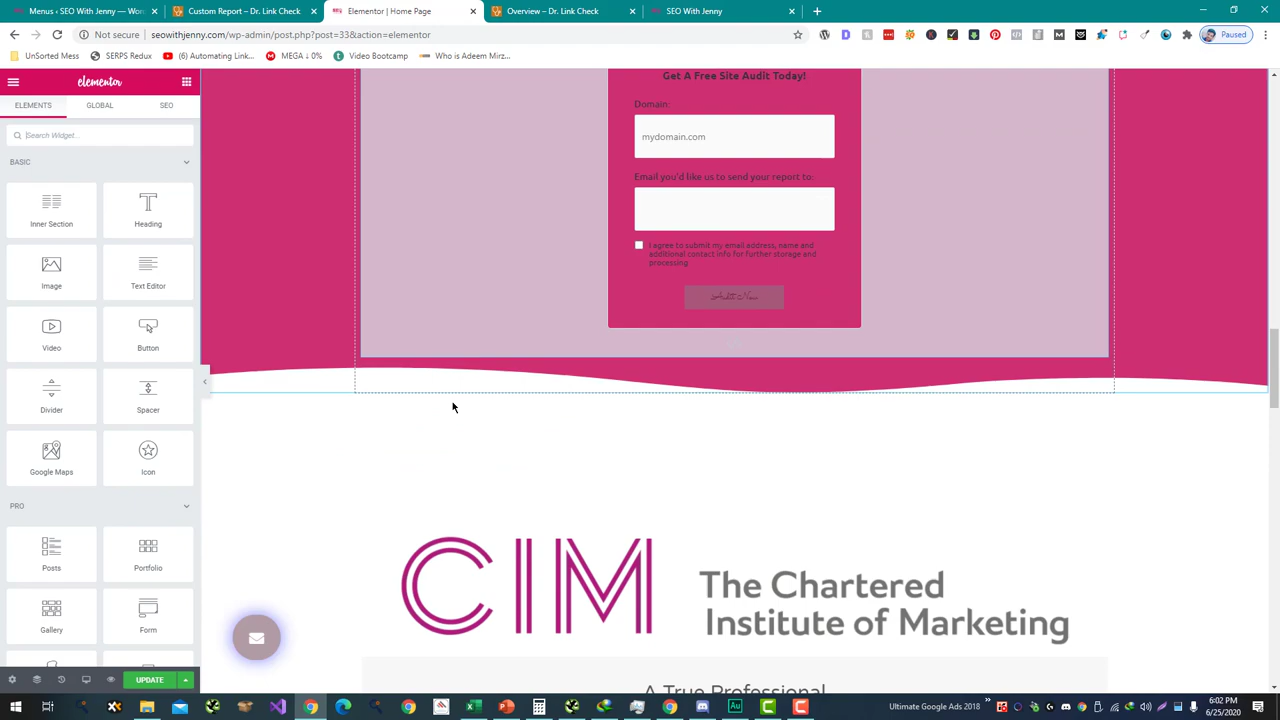 Menus ‹ SEO With Jenny — Wo
Custom Report – Dr. Link Check
Elementor | Home Page
Overview – Dr. Link Check
SEO With Jenny
Not secure
seowithjenny.com/wp-admin/post.php?post=33&action=elementor
Paused
UnSorted Mess
SERPS Redux
(6) Automating Link...
MEGA ↓ 0%
Video Bootcamp
Who is Adeem Mirz...
elementor
ELEMENTS
GLOBAL
SEO
Search Widget...
BASIC
Inner Section
Heading
Image
Text Editor
Video
Button
Divider
Spacer
Google Maps
Icon
PRO
Posts
Portfolio
Gallery
Form
UPDATE
Get A Free Site Audit Today!
Domain:
mydomain.com
Email you'd like us to send your report to:
I agree to submit my email address, name and
additional contact info for further storage and
processing
Audit Now
CIM
The Chartered
Institute of Marketing
A True Professional
Ultimate Google Ads 2018
6:02 PM
6/25/2020